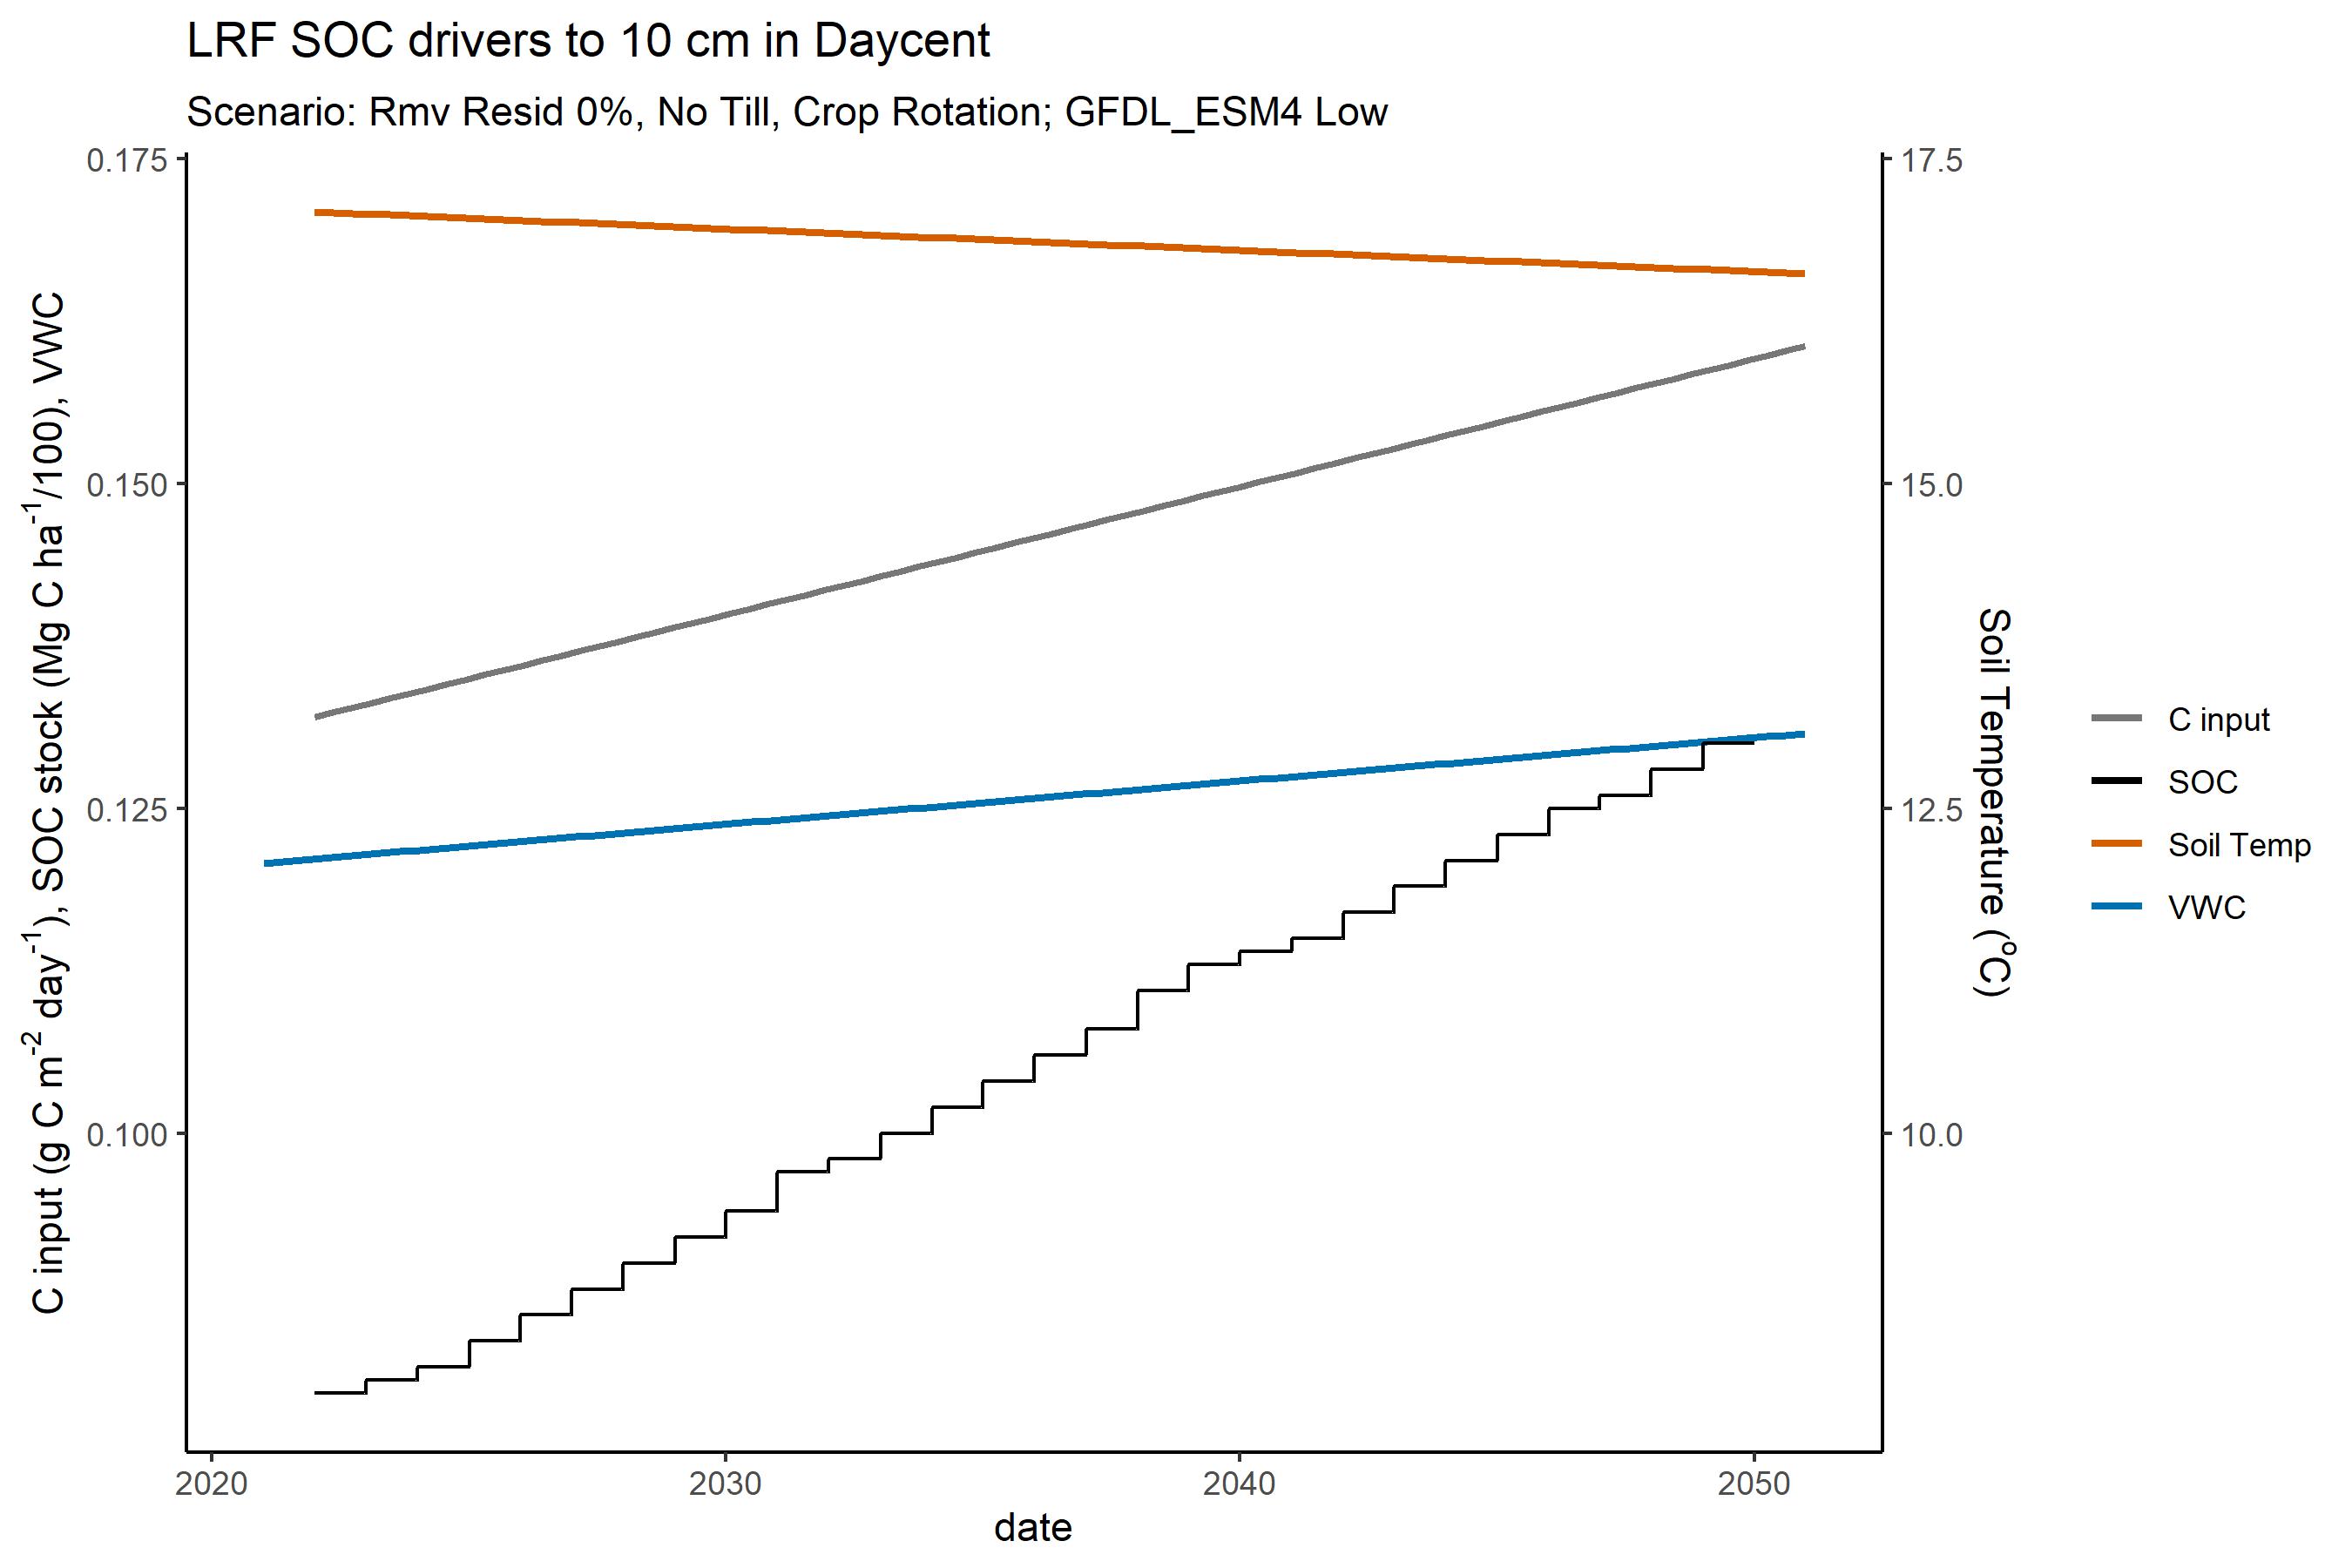 LRF SOC drivers to 10 cm in Daycent
Scenario: Rmv Resid 0%, No Till, Crop Rotation; GFDL_ESM4 Low
C input (g C m⁻² day⁻¹), SOC stock (Mg C ha⁻¹/100), VWC
0.175
0.150
0.125
0.100
17.5
15.0
12.5
10.0
Soil Temperature (ºC)
C input
SOC
Soil Temp
VWC
2020
2030
2040
2050
date